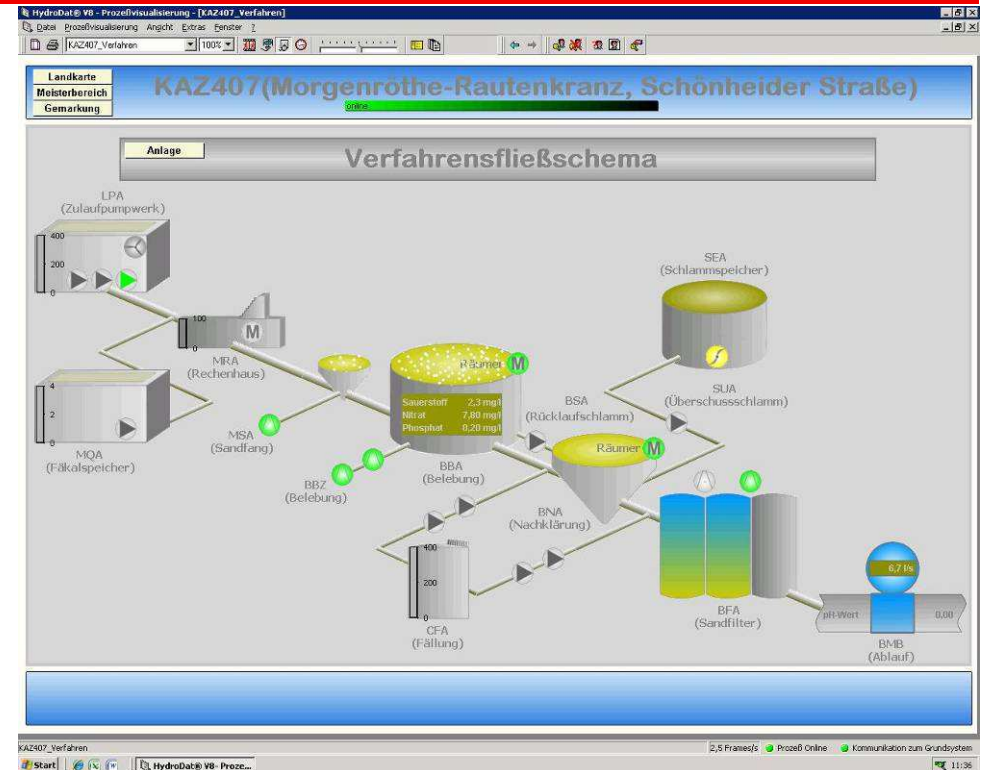 HydroDat® V8 - Prozeßvisualisierung - [KAZ407_Verfahren]
Datei Prozeßvisualisierung Ansicht Extras Fenster ?
KAZ407_Verfahren 100%
Landkarte
Meisterbereich
Gemarkung
KAZ407(Morgenröthe-Rautenkranz, Schönheider Straße)
online
Anlage
Verfahrensfließschema
LPA
(Zulaufpumpwerk)
400
200
0
100
0
M
MRA
(Rechenhaus)
4
2
0
MQA
(Fäkalspeicher)
MSA
(Sandfang)
BBZ
(Belebung)
Räumer M
Sauerstoff 2,3 mg/l
Nitrat 7,80 mg/l
Phosphat 0,20 mg/l
BBA
(Belebung)
BSA
(Rücklaufschlamm)
SEA
(Schlammspeicher)
SUA
(Überschussschlamm)
Räumer M
BNA
(Nachklärung)
400
200
0
CFA
(Fällung)
BFA
(Sandfilter)
6,7 l/s
pH-Wert 0,00
BMB
(Ablauf)
KAZ407_Verfahren 2,5 Frames/s Prozeß Online Kommunikation zum Grundsystem
Start HydroDat® V8- Proze... 11:36